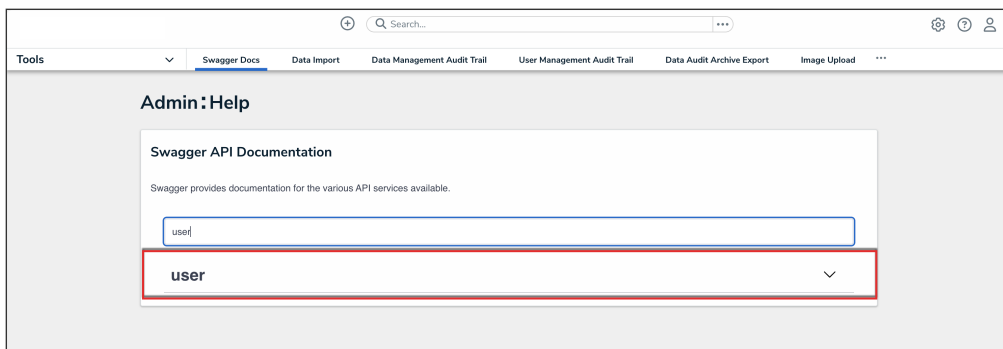 Search...
Tools
Swagger Docs
Data Import
Data Management Audit Trail
User Management Audit Trail
Data Audit Archive Export
Image Upload
Admin:Help
Swagger API Documentation
Swagger provides documentation for the various API services available.
user
user